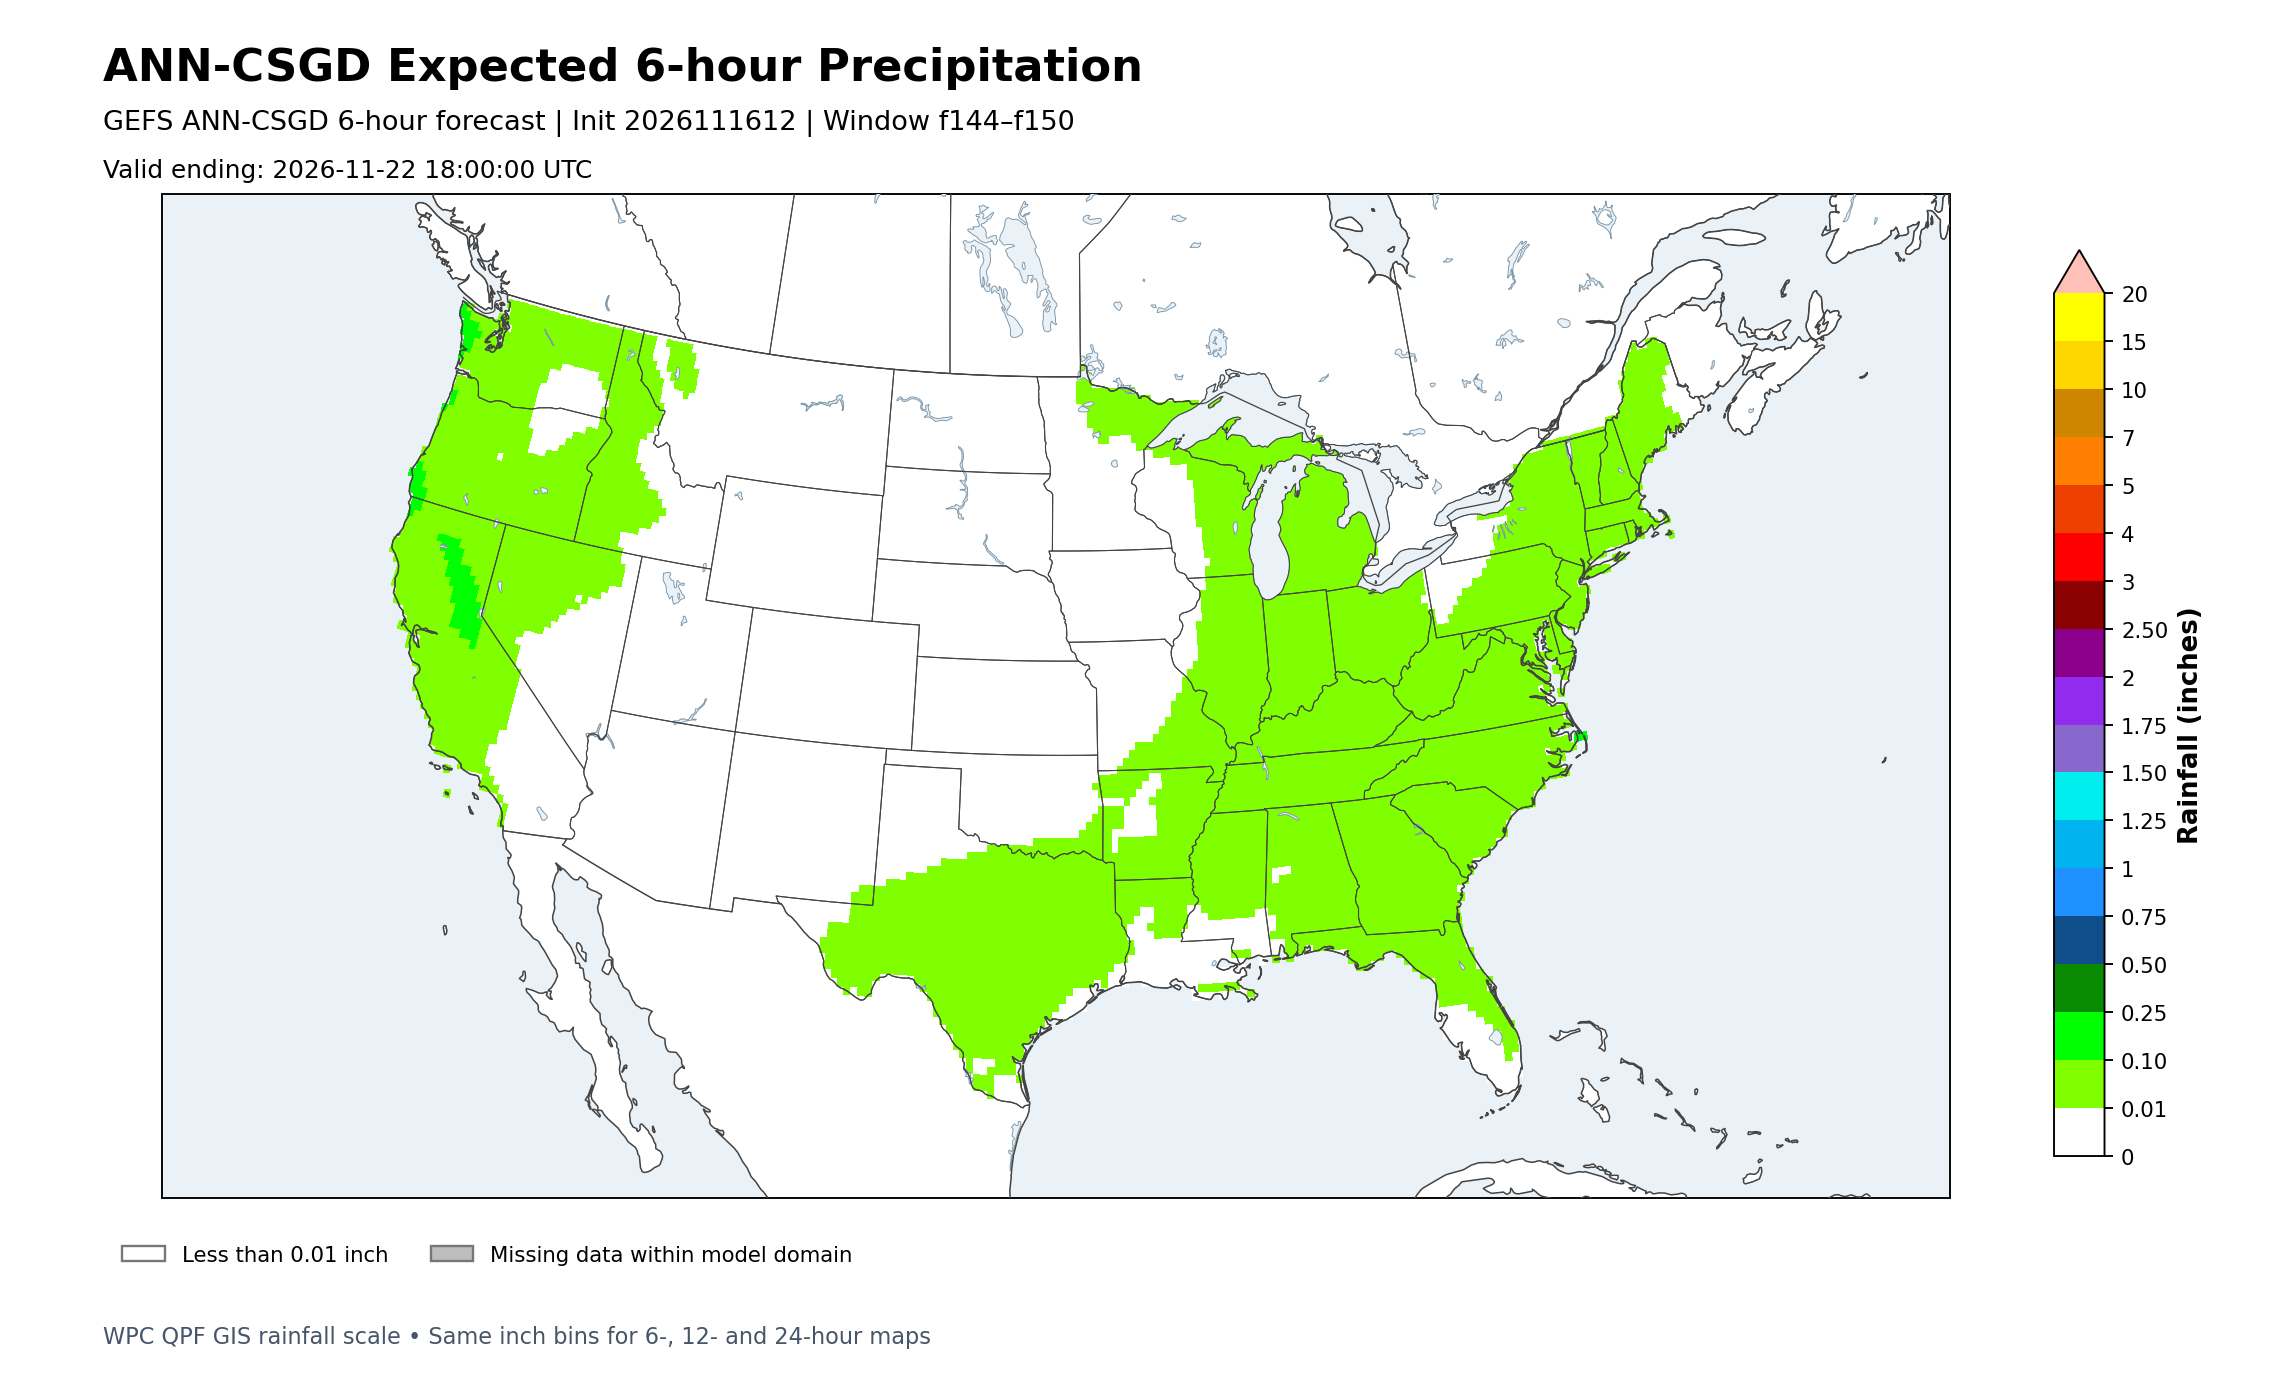 ANN-CSGD Expected 6-hour Precipitation
GEFS ANN-CSGD 6-hour forecast | Init 2026111612 | Window f144–f150
Valid ending: 2026-11-22 18:00:00 UTC
20
15
10
7
5
4
3
2.50
2
1.75
1.50
1.25
1
0.75
0.50
0.25
0.10
0.01
0
Rainfall (inches)
Less than 0.01 inch
Missing data within model domain
WPC QPF GIS rainfall scale • Same inch bins for 6-, 12- and 24-hour maps